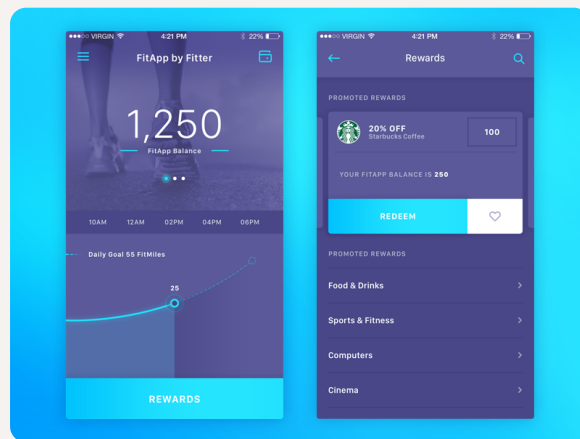 VIRGIN
4:21 PM
22%
FitApp by Fitter
1,250
FitApp Balance
10AM
12AM
02PM
04PM
06PM
Daily Goal 55 FitMiles
25
REWARDS
VIRGIN
4:21 PM
22%
Rewards
PROMOTED REWARDS
20% OFF
100
Starbucks Coffee
YOUR FITAPP BALANCE IS 250
REDEEM
PROMOTED REWARDS
Food & Drinks
Sports & Fitness
Computers
Cinema